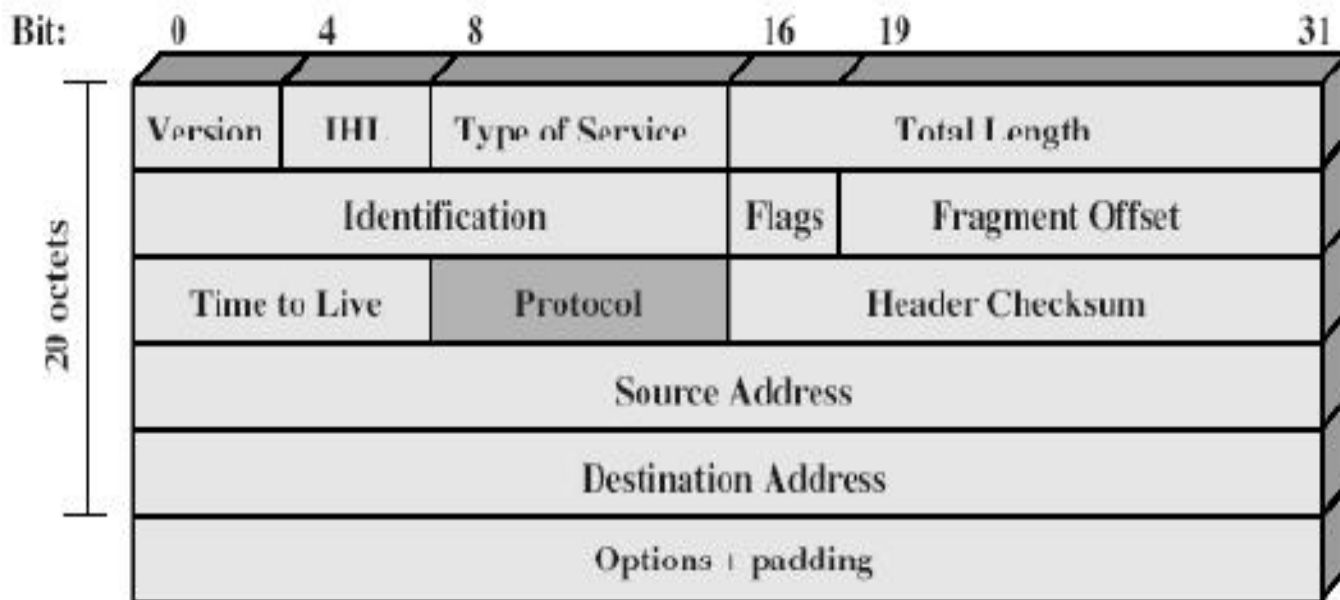 Bit: 0 4 8 16 19 31
Version IHL Type of Service Total Length
Identification Flags Fragment Offset
Time to Live Protocol Header Checksum
Source Address
Destination Address
Options + padding
20 octets